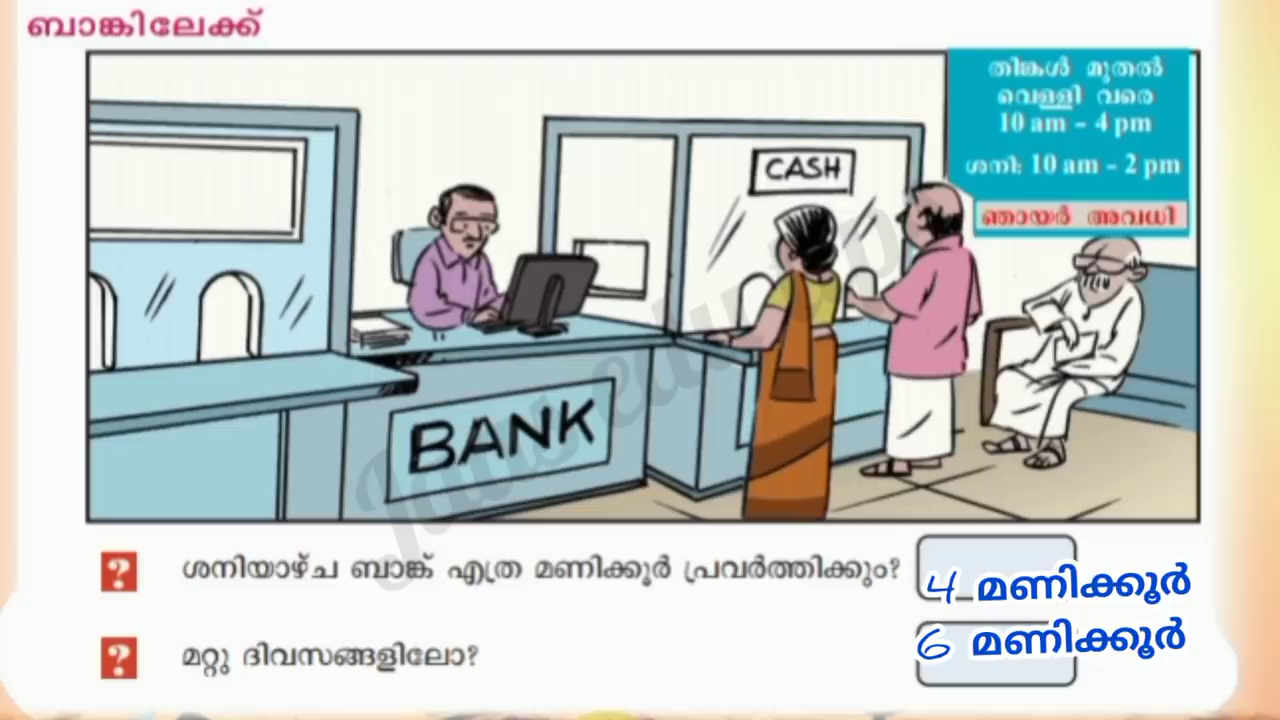 ബാങ്കിലേക്ക്
തിങ്കൾ മുതൽ
വെള്ളി വരെ
10 am – 4 pm
ശനി: 10 am – 2 pm
ഞായർ അവധി
CASH
BANK
? ശനിയാഴ്ച ബാങ്ക് എത്ര മണിക്കൂർ പ്രവർത്തിക്കും?
4 മണിക്കൂർ
? മറ്റു ദിവസങ്ങളിലോ?
6 മണിക്കൂർ